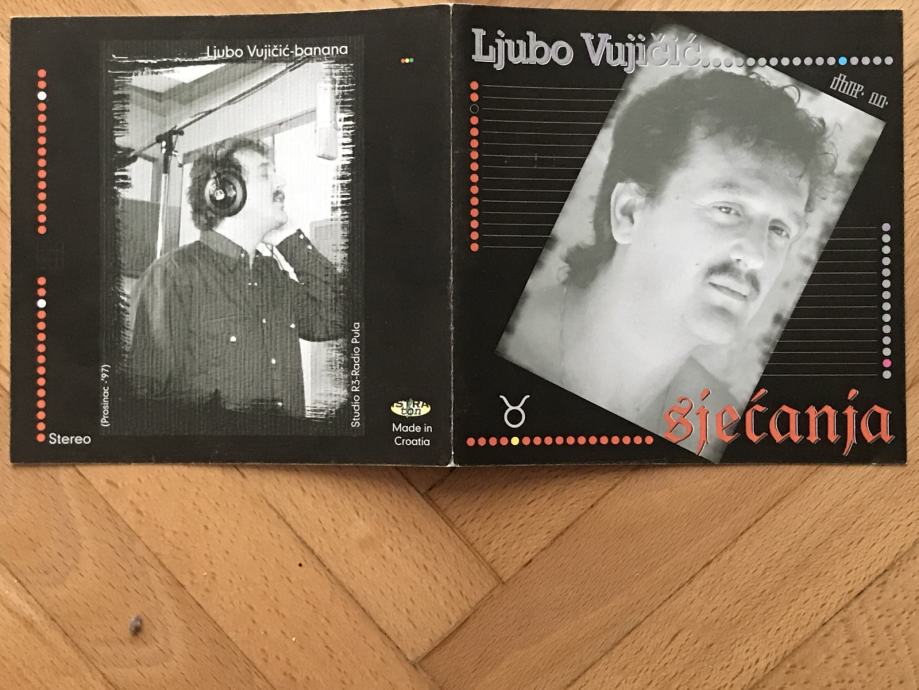 Ljubo Vujičić-banana
(Prosinac -'97)
Studio R3-Radio Pula
Stereo
Made in
Croatia
Ljubo Vujičić...
sjećanja